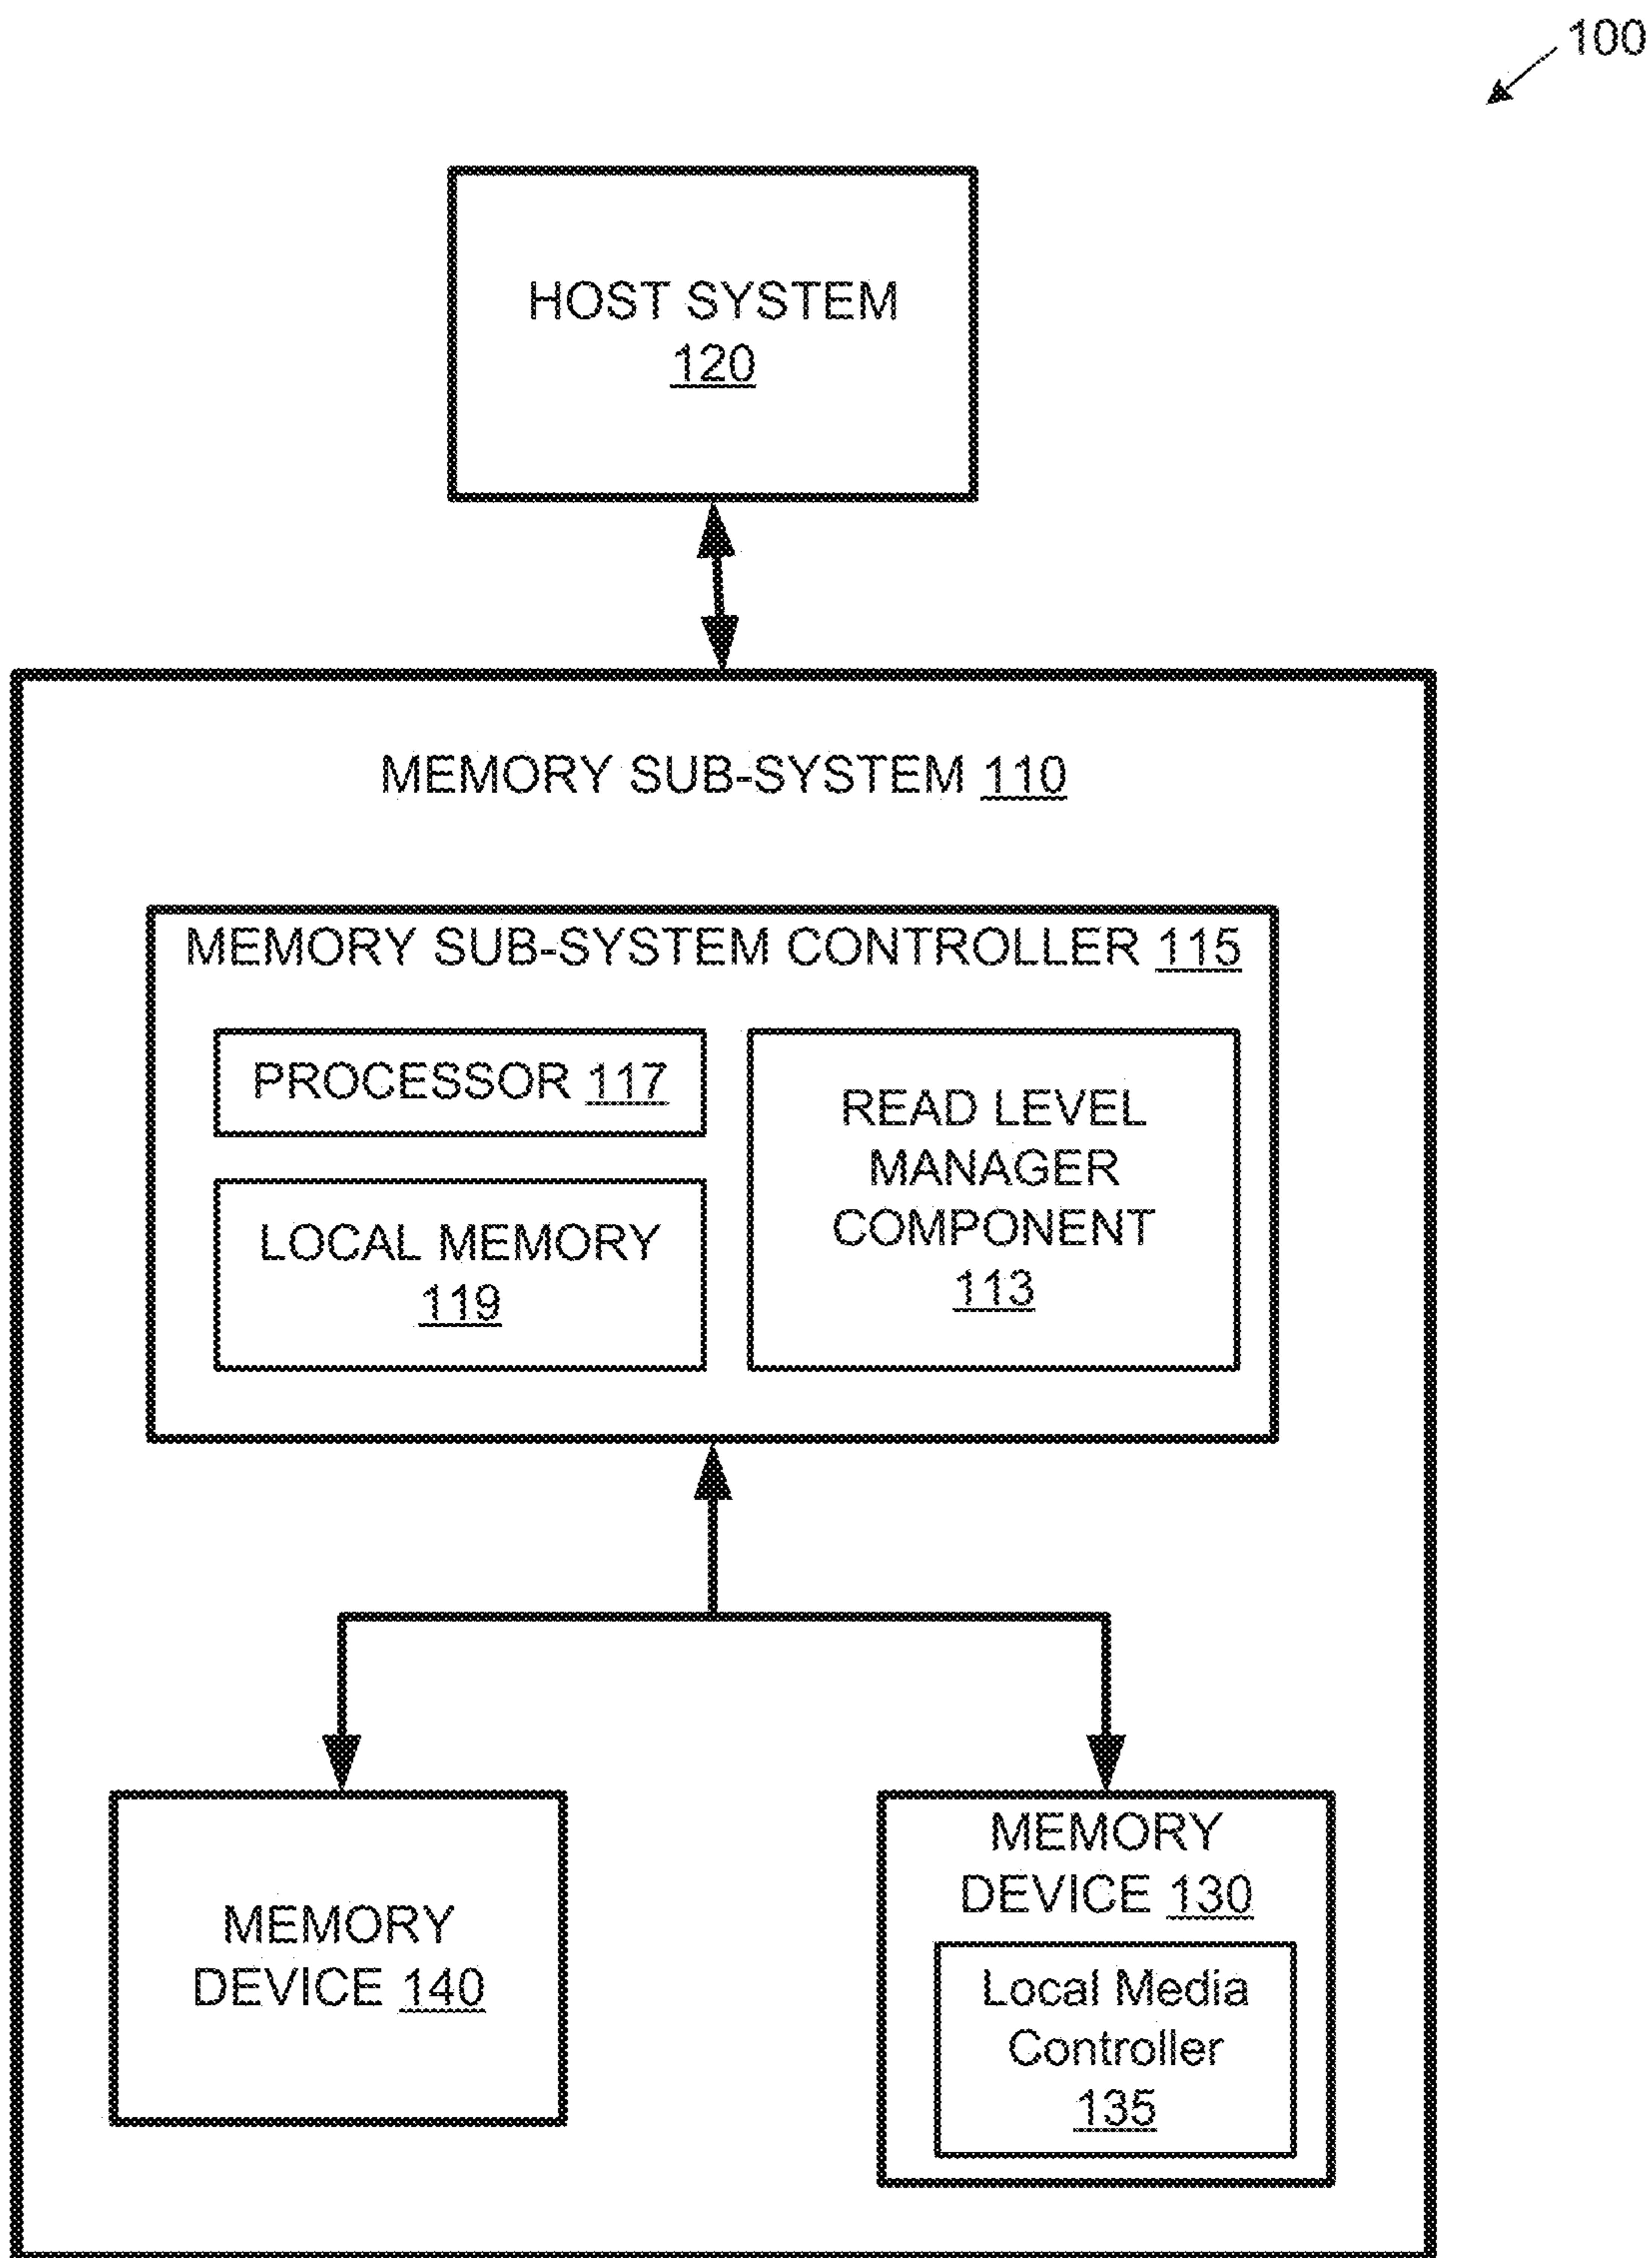 100
HOST SYSTEM
120
MEMORY SUB-SYSTEM 110
MEMORY SUB-SYSTEM CONTROLLER 115
PROCESSOR 117
LOCAL MEMORY
119
READ LEVEL
MANAGER
COMPONENT
113
MEMORY
DEVICE 140
MEMORY
DEVICE 130
Local Media
Controller
135